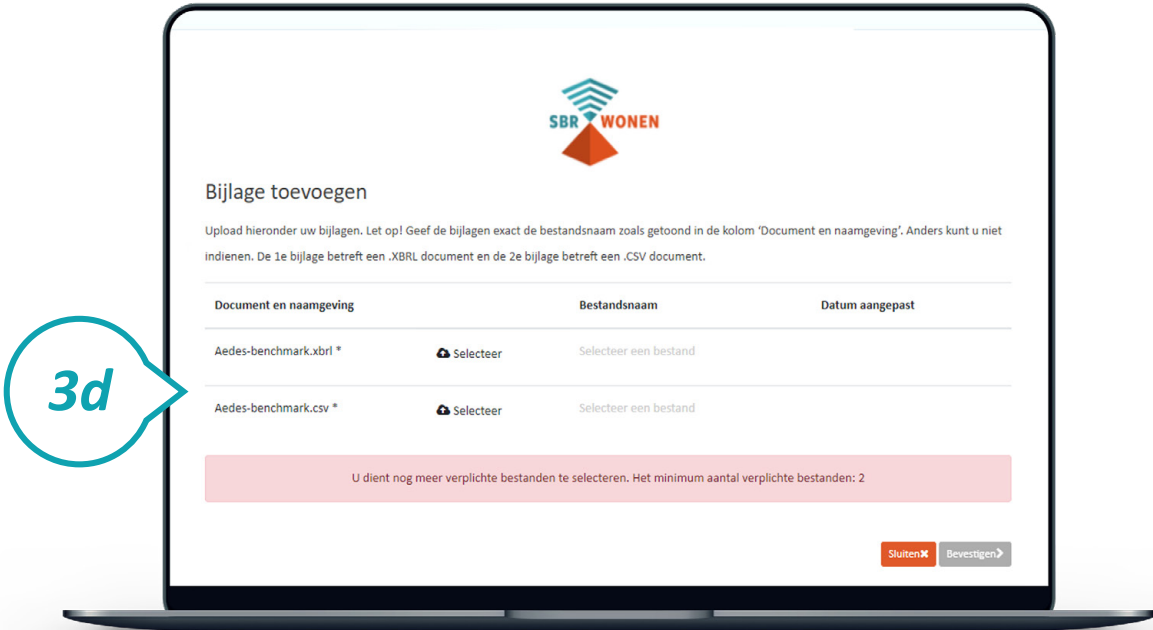 SBR WONEN
Bijlage toevoegen
Upload hieronder uw bijlagen. Let op! Geef de bijlagen exact de bestandsnaam zoals getoond in de kolom ‘Document en naamgeving’. Anders kunt u niet
indienen. De 1e bijlage betreft een .XBRL document en de 2e bijlage betreft een .CSV document.
Document en naamgeving Bestandsnaam Datum aangepast
Aedes-benchmark.xbrl * Selecteer Selecteer een bestand
3d
Aedes-benchmark.csv * Selecteer Selecteer een bestand
U dient nog meer verplichte bestanden te selecteren. Het minimum aantal verplichte bestanden: 2
Sluiten Bevestigen